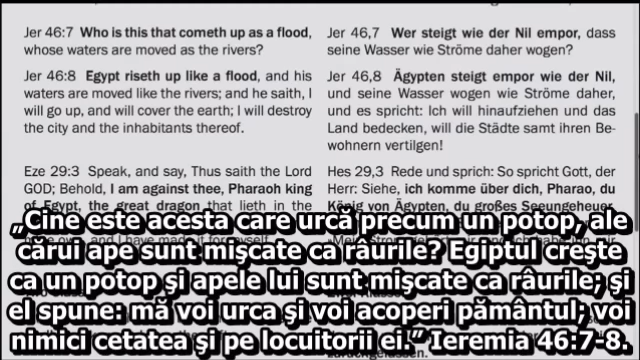 Jer 46:7 Who is this that cometh up as a flood,
whose waters are moved as the rivers?
Jer 46:8 Egypt riseth up like a flood, and his
waters are moved like the rivers; and he saith, I
will go up, and will cover the earth; I will destroy
the city and the inhabitants thereof.
Eze 29:3 Speak, and say, Thus saith the Lord
GOD; Behold, I am against thee, Pharaoh king
of Egypt, the great dragon that lieth in the
Jer 46,7 Wer steigt wie der Nil empor, dass
seine Wasser wie Ströme daher wogen?
Jer 46,8 Ägypten steigt empor wie der Nil,
und seine Wasser wogen wie Ströme daher,
und es spricht: Ich will hinaufziehen und das
Land bedecken, will die Städte samt ihren Be-
wohnern vertilgen!
Hes 29,3 Rede und sprich: So spricht Gott, der
Herr: Siehe, ich komme über dich, Pharao, du
König von Ägypten, du großes Seeungeheuer,
„Cine este acesta care urcă precum un potop, ale
cărui ape sunt mişcate ca râurile? Egiptul creşte
ca un potop şi apele lui sunt mişcate ca râurile; şi
el spune: mă voi urca şi voi acoperi pământul; voi
nimici cetatea şi pe locuitorii ei.” Ieremia 46:7-8.